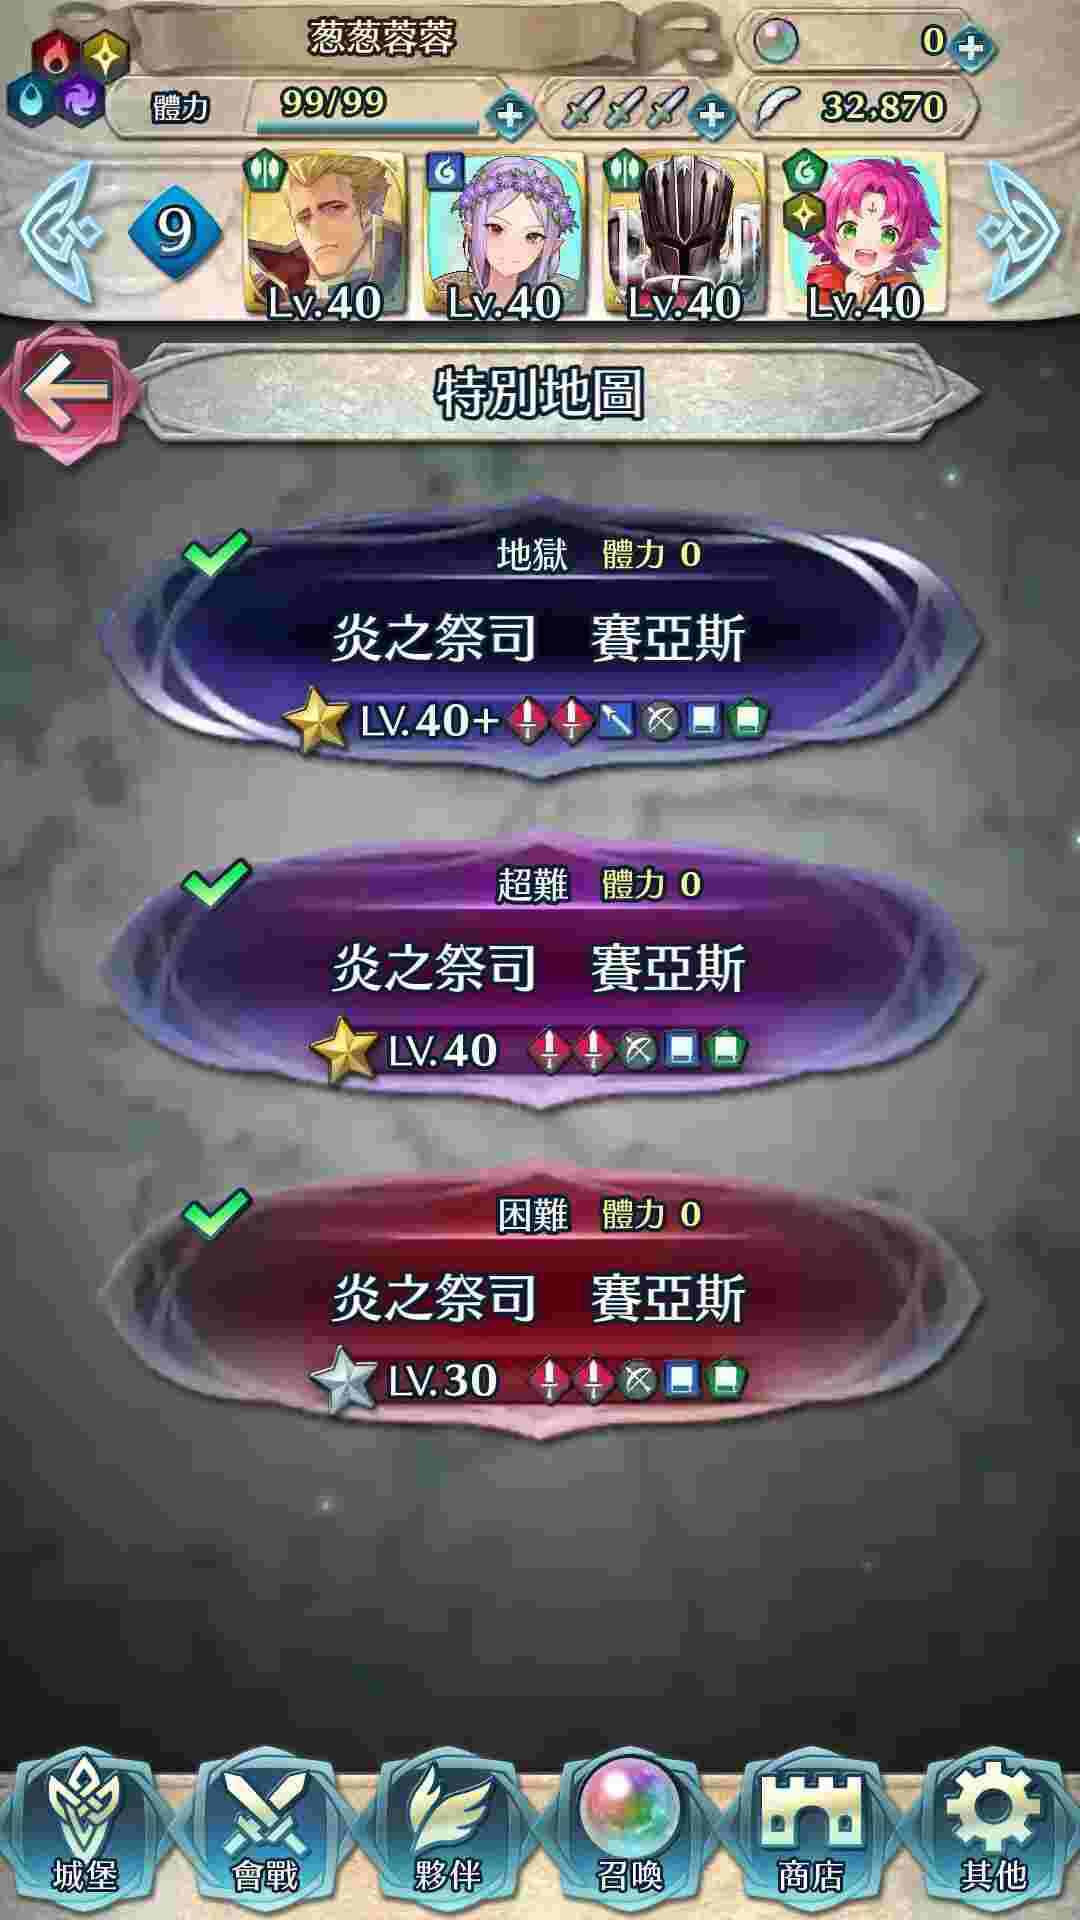 葱葱蓉蓉
0
體力 99/99
32,870
9
Lv.40 Lv.40 Lv.40 Lv.40
特別地圖
地獄 體力 0
炎之祭司 賽亞斯
LV.40+
超難 體力 0
炎之祭司 賽亞斯
LV.40
困難 體力 0
炎之祭司 賽亞斯
LV.30
城堡 會戰 夥伴 召喚 商店 其他